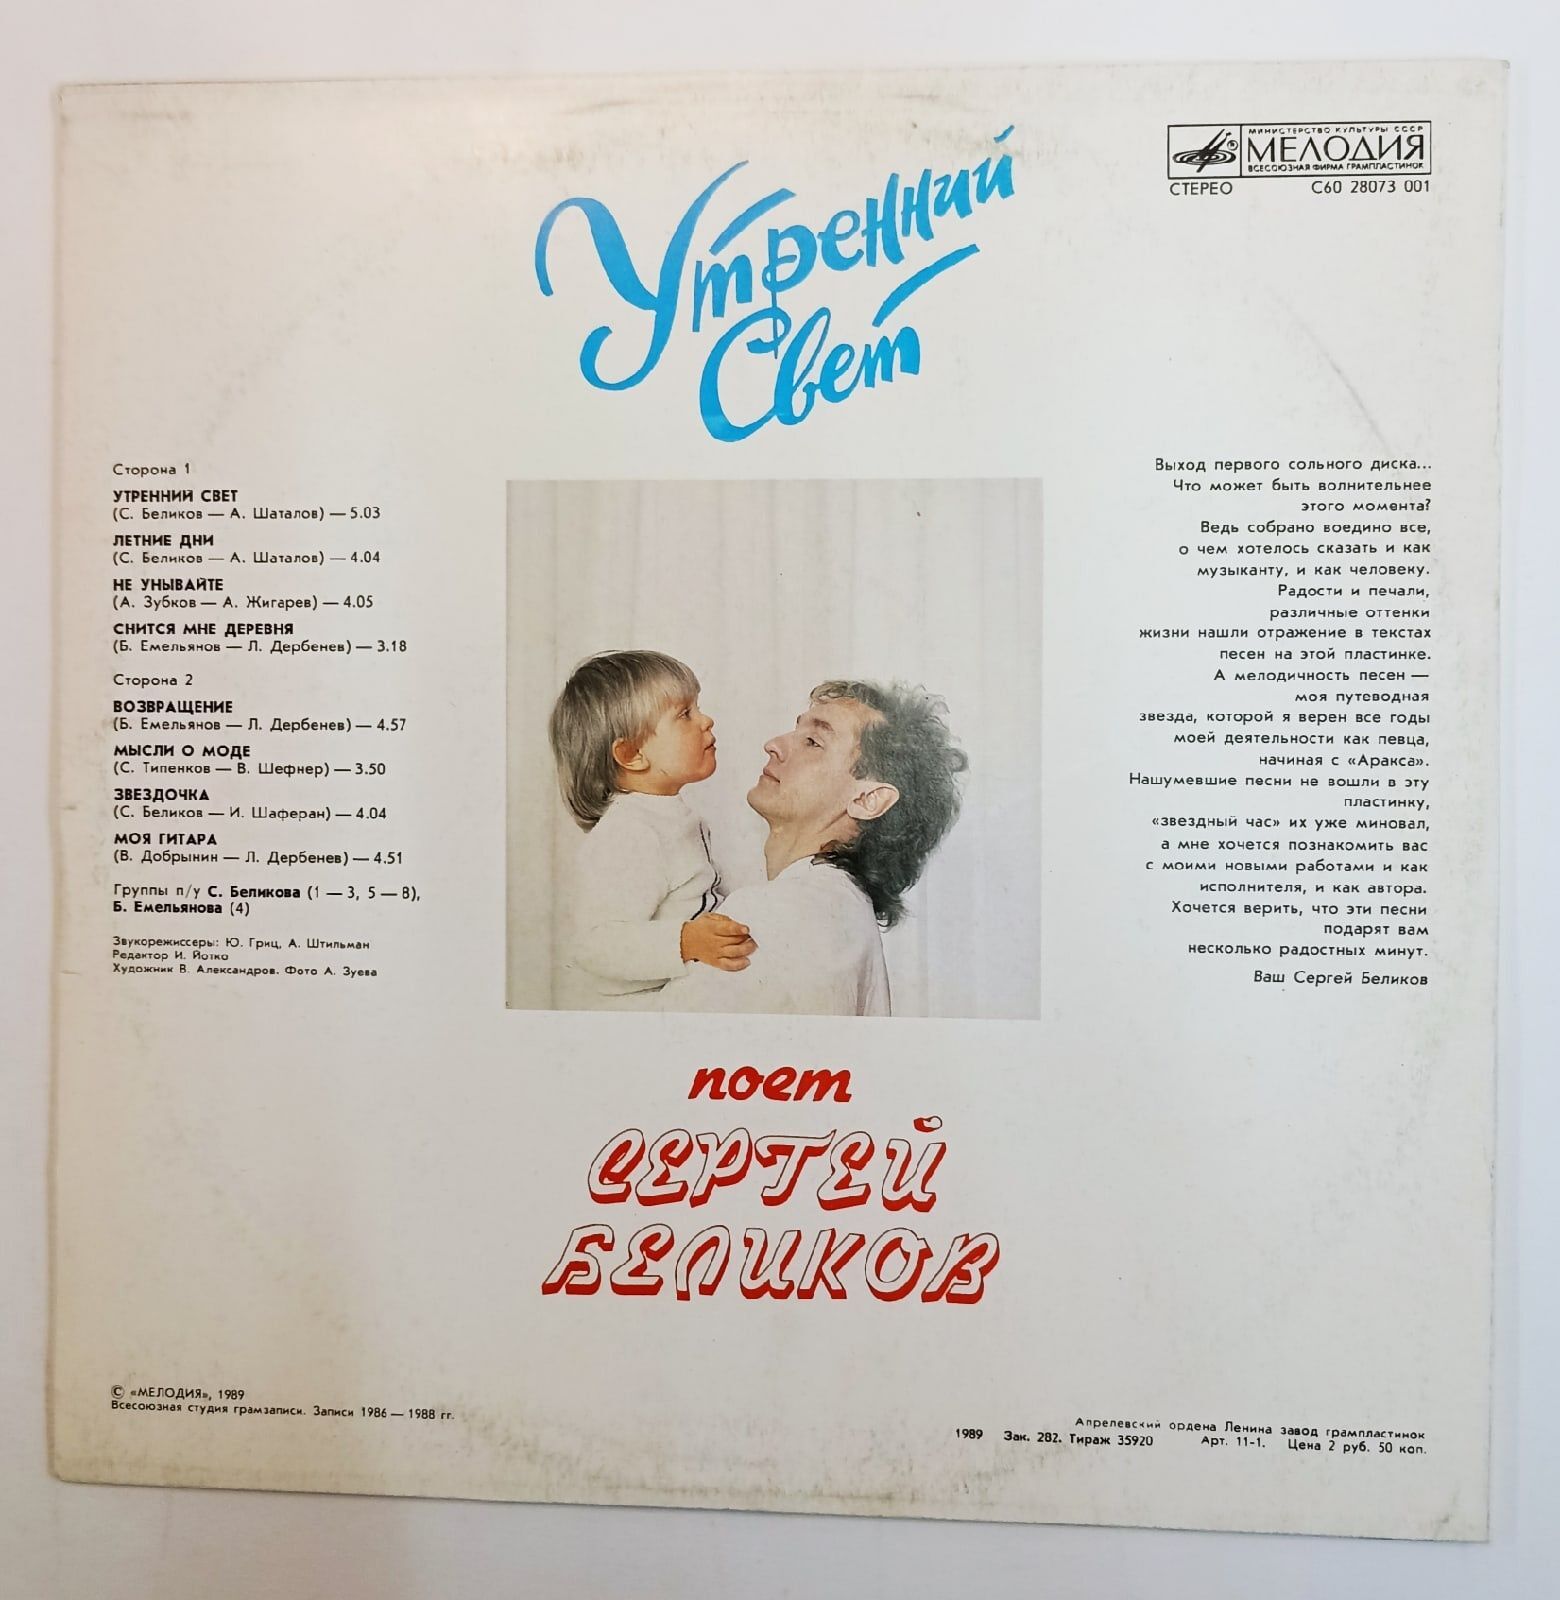 МИНИСТЕРСТВО КУЛЬТУРЫ СССР
МЕЛОДИЯ
ВСЕСОЮЗНАЯ ФИРМА ГРАМПЛАСТИНОК
СТЕРЕО С60 28073 001
Утренний
Свет
Сторона 1
УТРЕННИЙ СВЕТ
(С. Беликов — А. Шаталов) — 5.03
ЛЕТНИЕ ДНИ
(С. Беликов — А. Шаталов) — 4.04
НЕ УНЫВАЙТЕ
(А. Зубков — А. Жигарев) — 4.05
СНИТСЯ МНЕ ДЕРЕВНЯ
(Б. Емельянов — Л. Дербенев) — 3.18
Сторона 2
ВОЗВРАЩЕНИЕ
(Б. Емельянов — Л. Дербенев) — 4.57
МЫСЛИ О МОДЕ
(С. Типенков — В. Шефнер) — 3.50
ЗВЕЗДОЧКА
(С. Беликов — И. Шаферан) — 4.04
МОЯ ГИТАРА
(В. Добрынин — Л. Дербенев) — 4.51
Группы п/у С. Беликова (1 — 3, 5 — 8),
Б. Емельянова (4)
Звукорежиссеры: Ю. Гриц, А. Штильман
Редактор И. Йотко
Художник В. Александров. Фото А. Зуева
Выход первого сольного диска...
Что может быть волнительнее
этого момента?
Ведь собрано воедино все,
о чем хотелось сказать и как
музыканту, и как человеку.
Радости и печали,
различные оттенки
жизни нашли отражение в текстах
песен на этой пластинке.
А мелодичность песен —
моя путеводная
звезда, которой я верен все годы
моей деятельности как певца,
начиная с «Аракса».
Нашумевшие песни не вошли в эту
пластинку,
«звездный час» их уже миновал,
а мне хочется познакомить вас
с моими новыми работами и как
исполнителя, и как автора.
Хочется верить, что эти песни
подарят вам
несколько радостных минут.
Ваш Сергей Беликов
поет
СЕРГЕЙ
БЕЛИКОВ
© «МЕЛОДИЯ», 1989
Всесоюзная студия грамзаписи. Записи 1986 — 1988 гг.
Апрелевский ордена Ленина завод грампластинок
1989 Зак. 282. Тираж 35920 Арт. 11-1. Цена 2 руб. 50 коп.